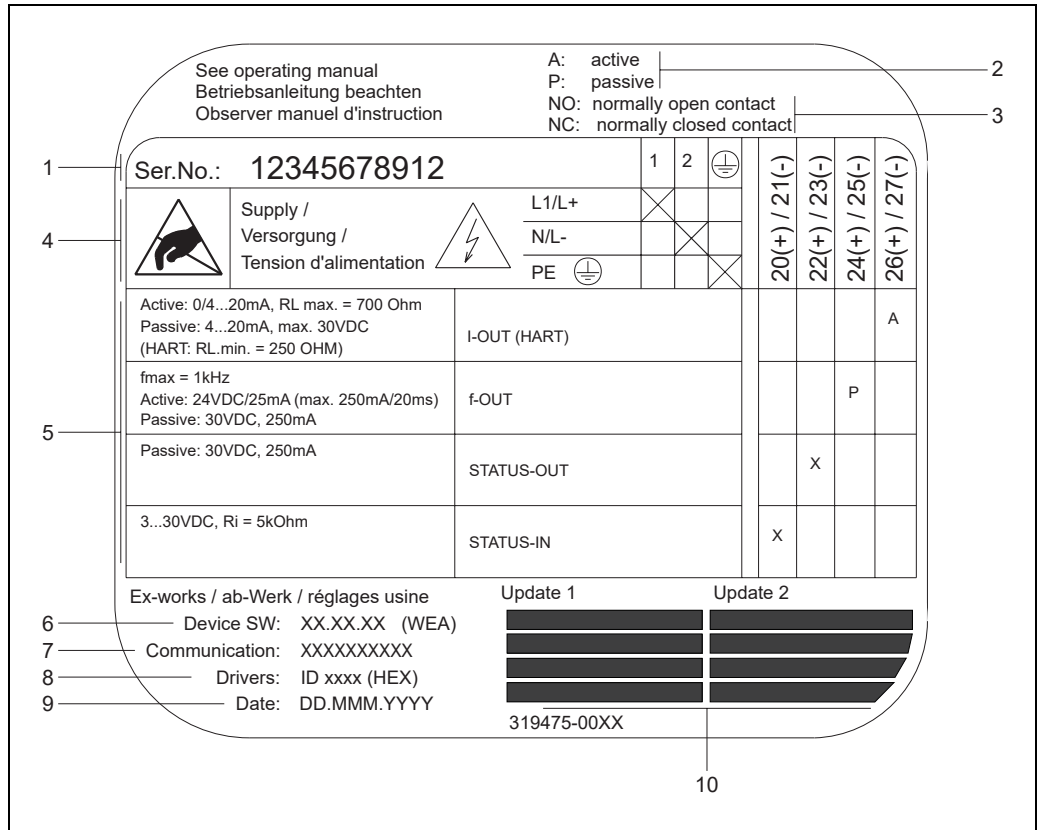 See operating manual
Betriebsanleitung beachten
Observer manuel d'instruction
A: active
P: passive
NO: normally open contact
NC: normally closed contact
2
3
1
Ser.No.: 12345678912
1 2
20(+) / 21(-)
22(+) / 23(-)
24(+) / 25(-)
26(+) / 27(-)
4
Supply /
Versorgung /
Tension d'alimentation
L1/L+
N/L-
PE
5
Active: 0/4...20mA, RL max. = 700 Ohm
Passive: 4...20mA, max. 30VDC
(HART: RL.min. = 250 OHM)
I-OUT (HART)
A
fmax = 1kHz
Active: 24VDC/25mA (max. 250mA/20ms)
Passive: 30VDC, 250mA
f-OUT
P
Passive: 30VDC, 250mA
STATUS-OUT
X
3...30VDC, Ri = 5kOhm
STATUS-IN
X
Ex-works / ab-Werk / réglages usine
Update 1
Update 2
6
Device SW: XX.XX.XX (WEA)
7
Communication: XXXXXXXXXX
8
Drivers: ID xxxx (HEX)
9
Date: DD.MMM.YYYY
319475-00XX
10